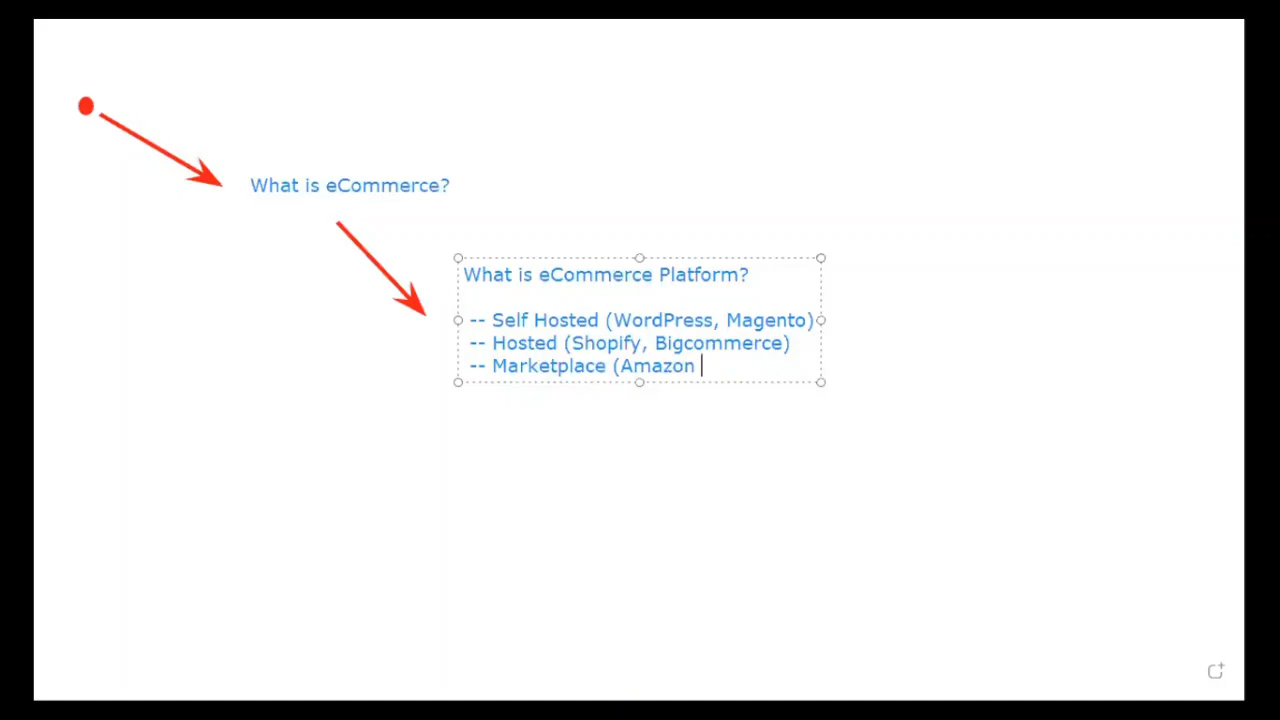 What is eCommerce?
What is eCommerce Platform?
-- Self Hosted (WordPress, Magento)
-- Hosted (Shopify, Bigcommerce)
-- Marketplace (Amazon